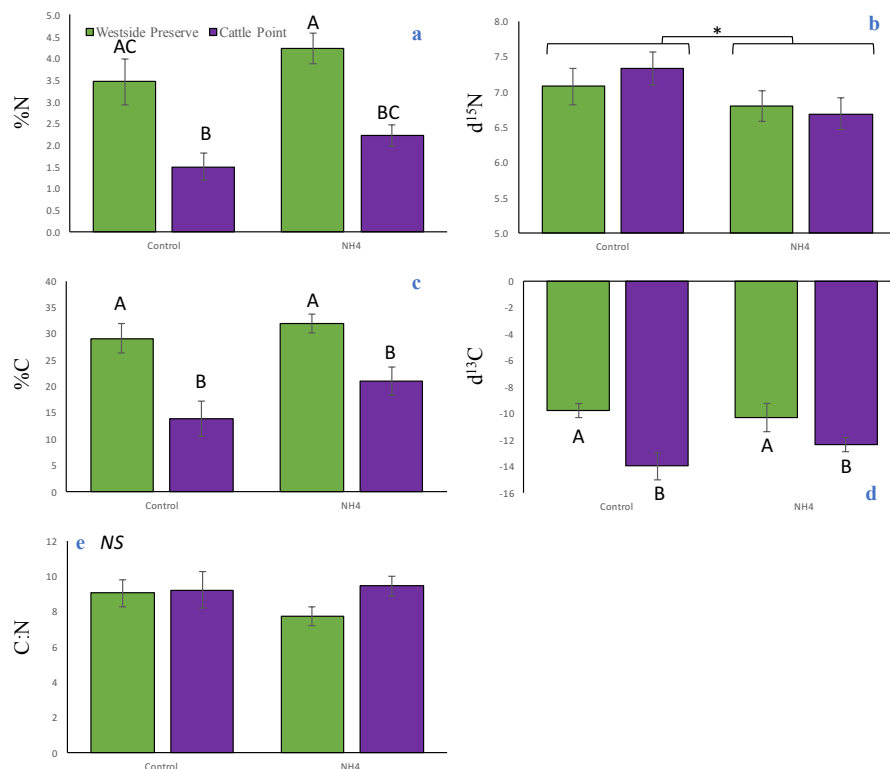 Westside Preserve Cattle Point
a
%N
5.0
4.5
4.0
3.5
3.0
2.5
2.0
1.5
1.0
0.5
0.0
AC
B
A
BC
Control NH4
b
*
d¹⁵N
8.0
7.5
7.0
6.5
6.0
5.5
5.0
Control NH4
c
%C
40
35
30
25
20
15
10
5
0
A
B
A
B
Control NH4
d¹³C
0
-2
-4
-6
-8
-10
-12
-14
-16
A
B
A
B
d
Control NH4
e NS
C:N
12
10
8
6
4
2
0
Control NH4